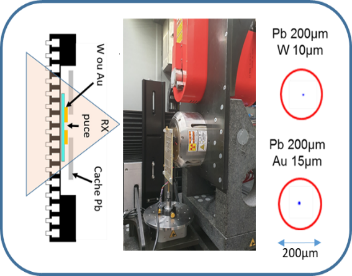 W ou Au
RX
puce
Cache Pb
Pb 200µm
W 10µm
Pb 200µm
Au 15µm
200µm